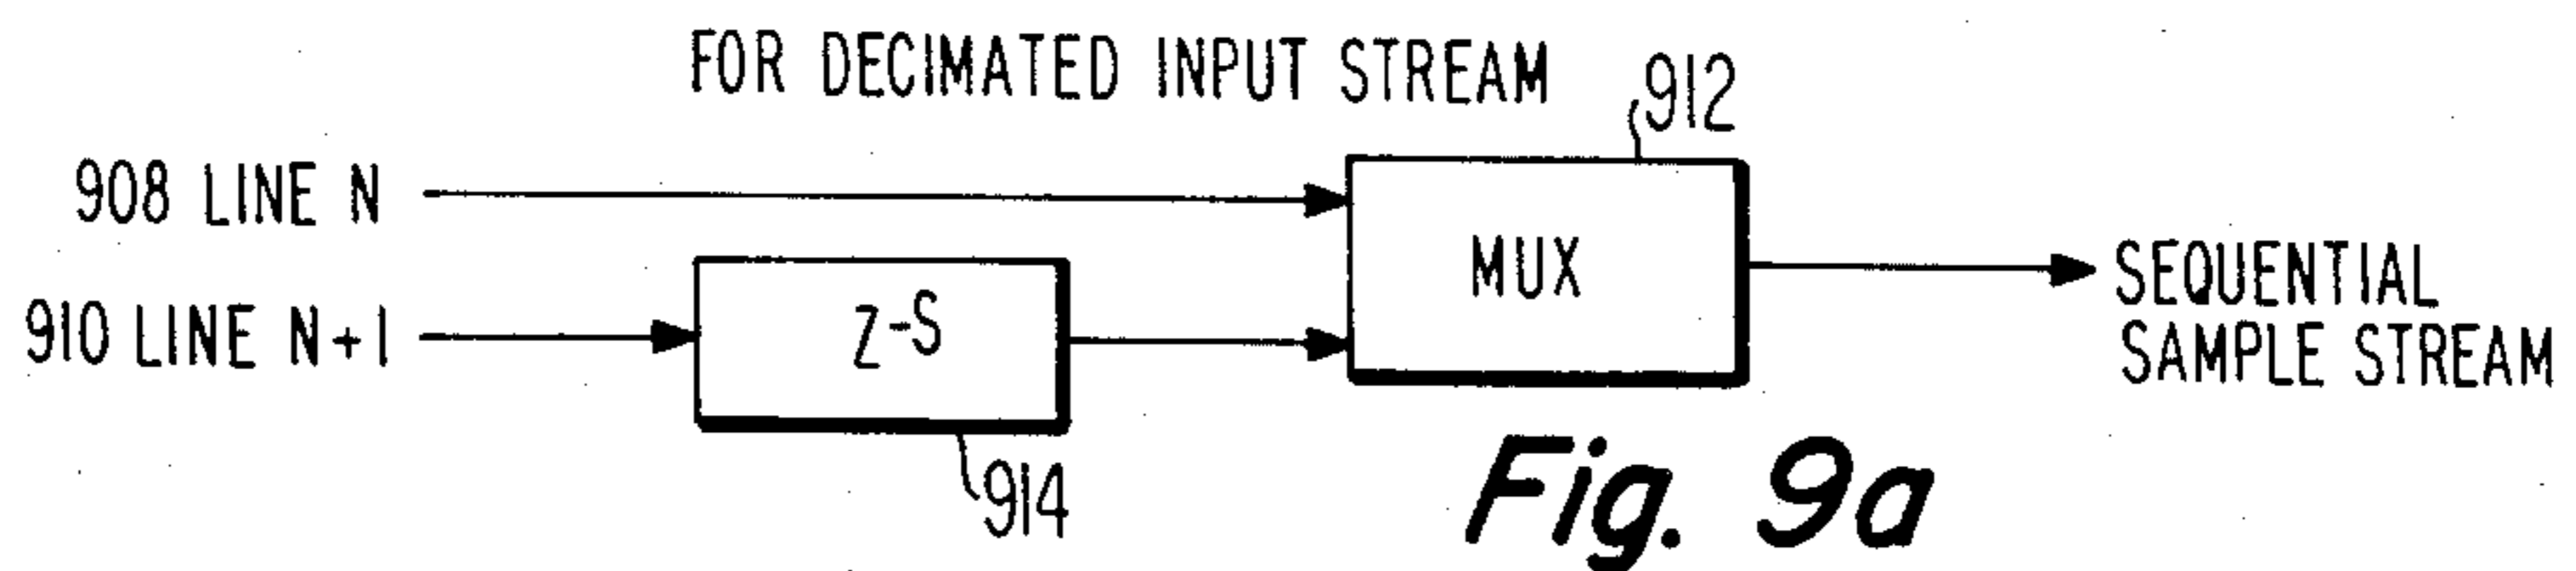 FOR DECIMATED INPUT STREAM
912
908 LINE N
MUX
SEQUENTIAL
SAMPLE STREAM
910 LINE N+1
Z-S
914
Fig. 9a